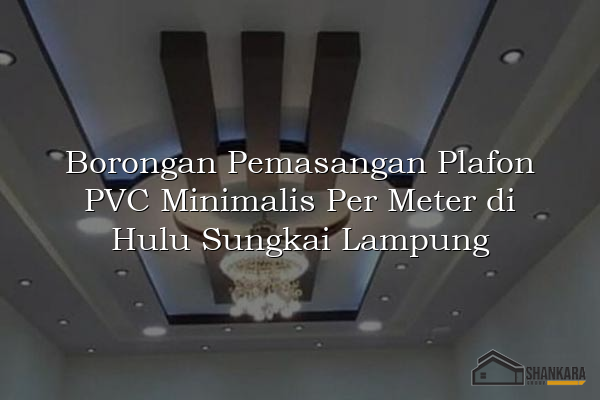 Borongan Pemasangan Plafon
PVC Minimalis Per Meter di
Hulu Sungkai Lampung
SHANKARA